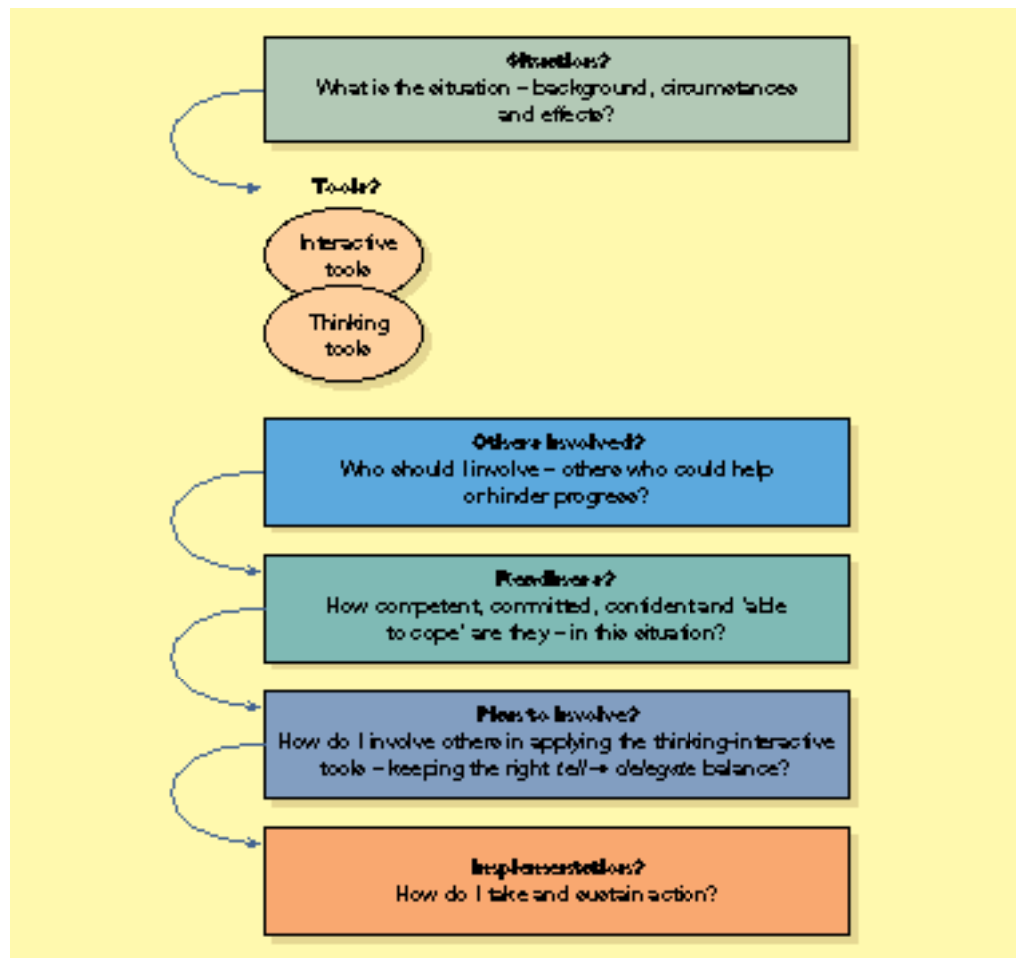 Situation?
What is the situation – background, circumstances
and effects?
Tools?
Interactive
tools
Thinking
tools
Others involved?
Who should I involve – others who could help
or hinder progress?
Readiness?
How competent, committed, confident and 'able
to cope' are they – in this situation?
Plan to involve?
How do I involve others in applying the thinking-interactive
tools – keeping the right tell → delegate balance?
Implementation?
How do I take and sustain action?